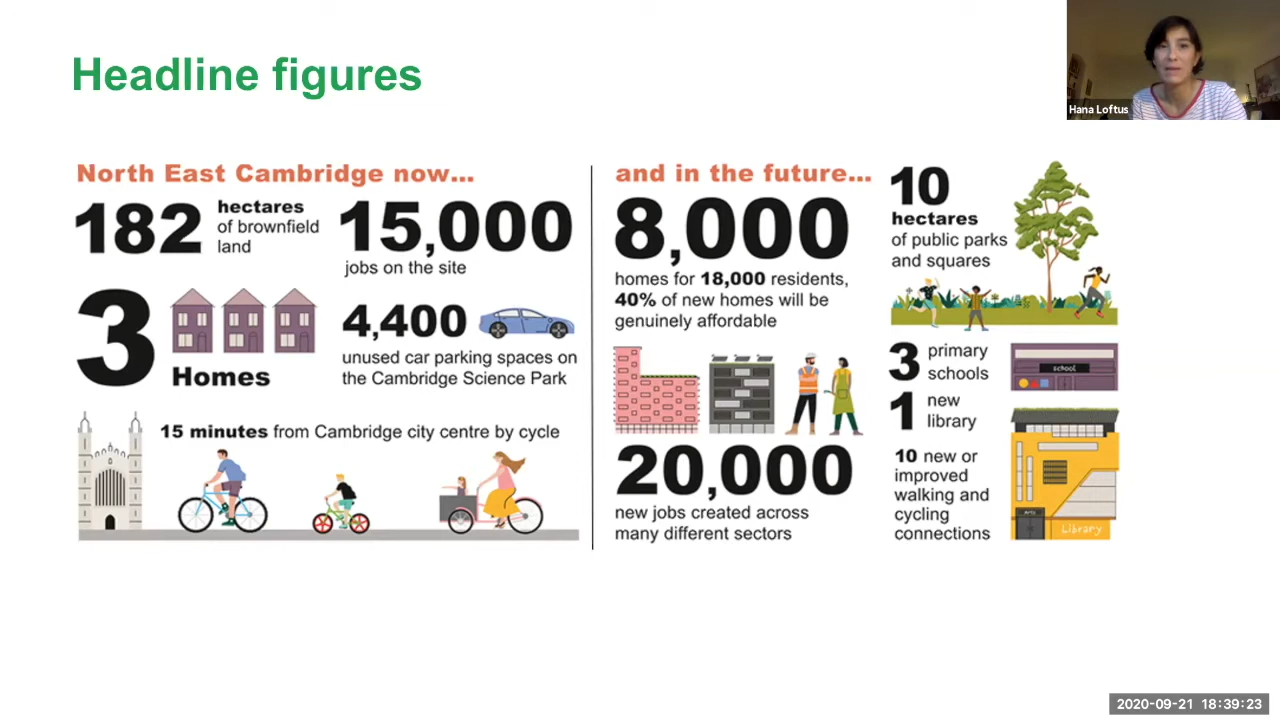 Headline figures
Hana Loftus
North East Cambridge now...
182
hectares
of brownfield
land
15,000
jobs on the site
3
Homes
4,400
unused car parking spaces on
the Cambridge Science Park
15 minutes from Cambridge city centre by cycle
and in the future...
8,000
homes for 18,000 residents,
40% of new homes will be
genuinely affordable
20,000
new jobs created across
many different sectors
10
hectares
of public parks
and squares
3
primary
schools
school
1
new
library
10 new or
improved
walking and
cycling
connections
Arts
Library
2020-09-21 18:39:23